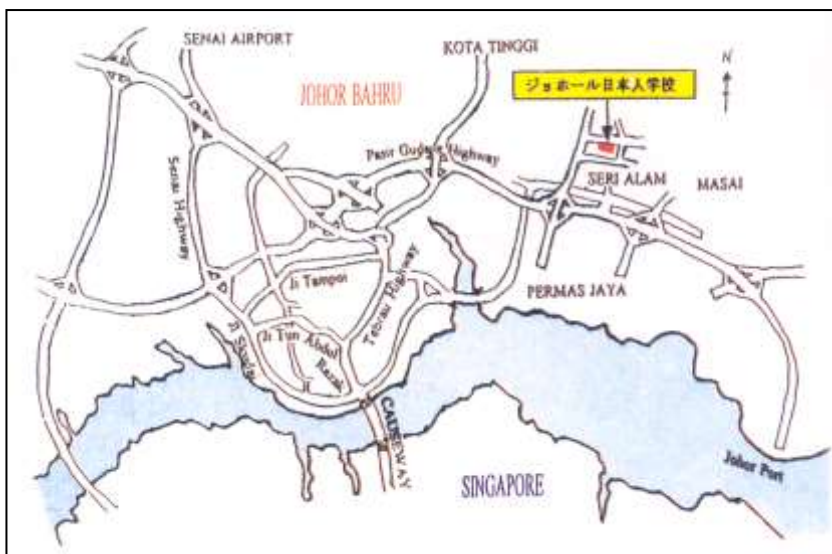 SENAI AIRPORT
KOTA TINGGI
N
JOHOR BAHRU
ジョホール日本人学校
Pasir Gudang Highway
SERI ALAM
MASAI
Senai Highway
Jl Tampoi
Tebrau Highway
PERMAS JAYA
Jl Skudai
Jl Tun Abdul
Razak
CAUSEWAY
SINGAPORE
Johor Port